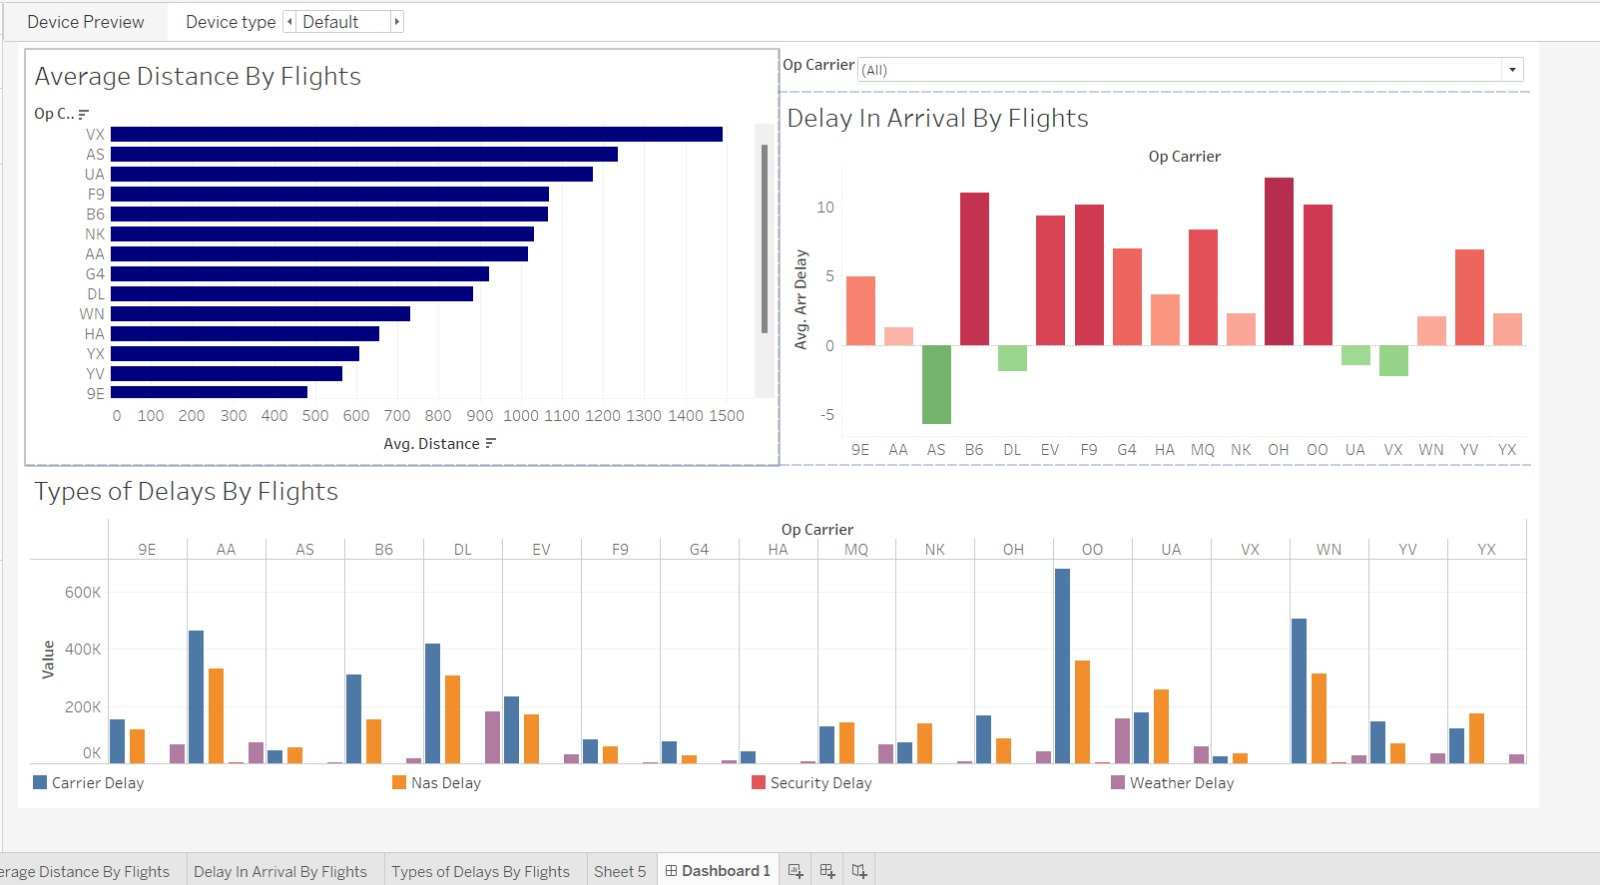 Device Preview Device type Default
Average Distance By Flights
Op C..
VX
AS
UA
F9
B6
NK
AA
G4
DL
WN
HA
YX
YV
9E
0 100 200 300 400 500 600 700 800 900 1000 1100 1200 1300 1400 1500
Avg. Distance
Op Carrier (All)
Delay In Arrival By Flights
Op Carrier
Avg. Arr Delay
10
5
0
-5
9E AA AS B6 DL EV F9 G4 HA MQ NK OH OO UA VX WN YV YX
Types of Delays By Flights
Op Carrier
9E AA AS B6 DL EV F9 G4 HA MQ NK OH OO UA VX WN YV YX
Value
600K
400K
200K
0K
Carrier Delay Nas Delay Security Delay Weather Delay
erage Distance By Flights Delay In Arrival By Flights Types of Delays By Flights Sheet 5 Dashboard 1